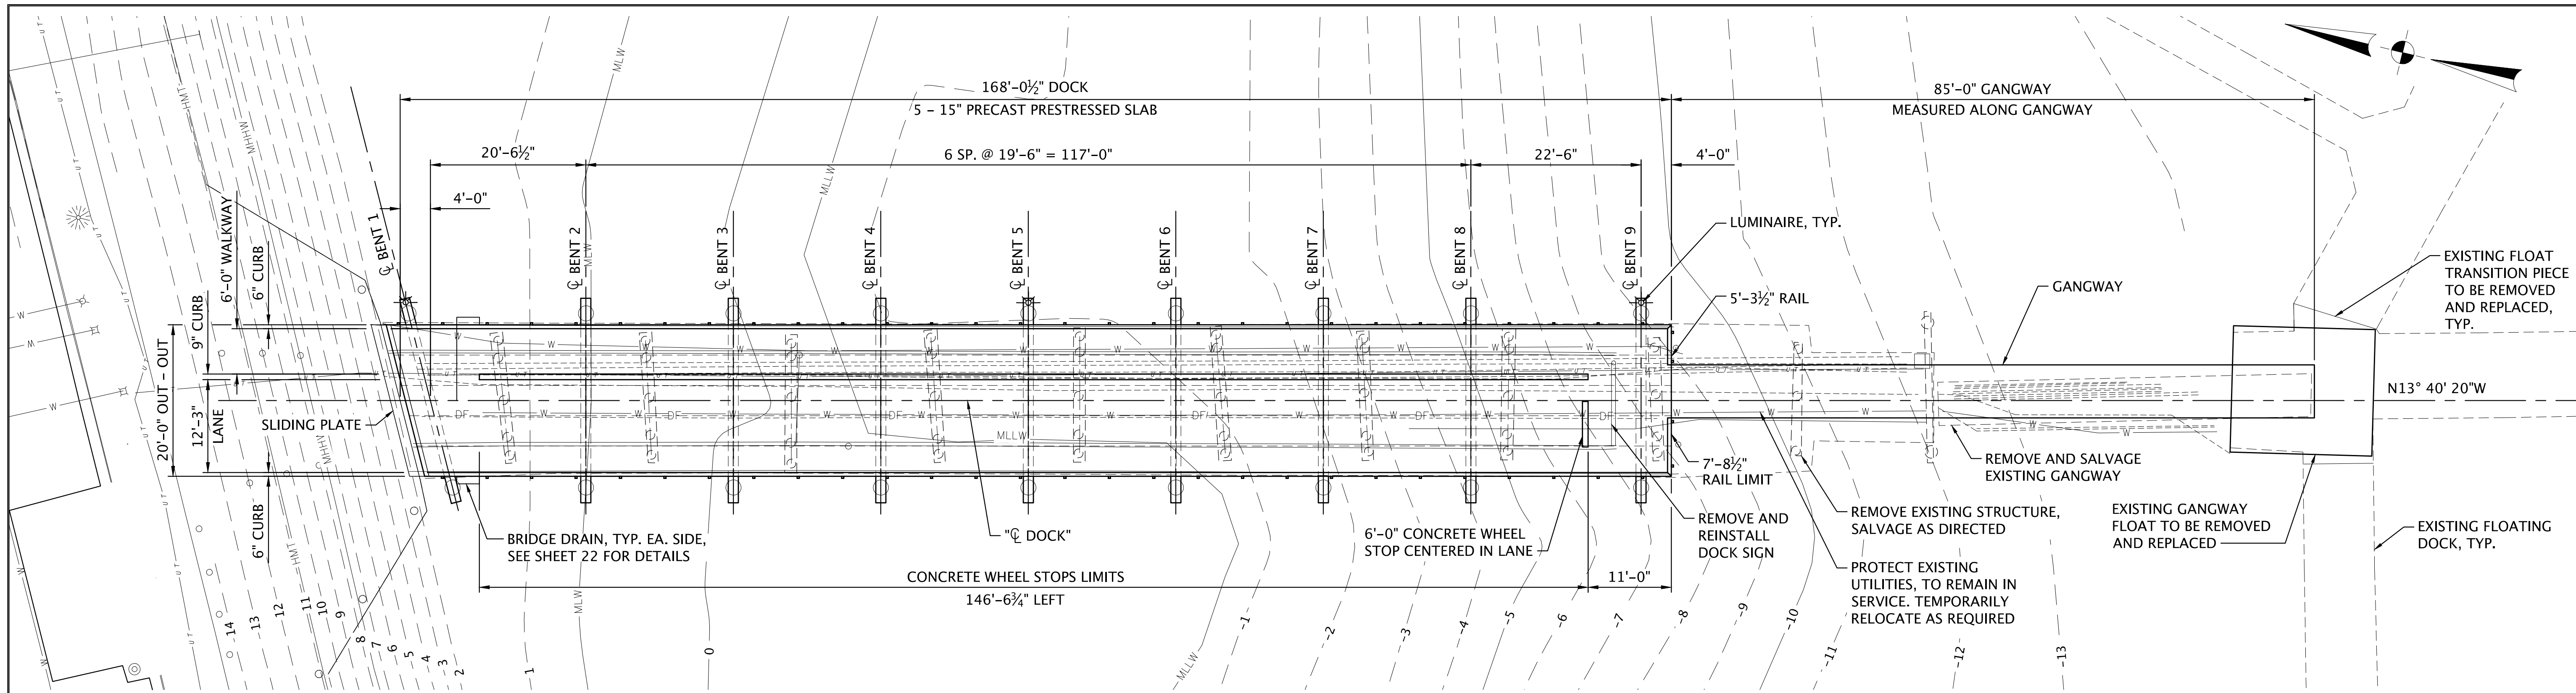 168'-0½" DOCK
5 - 15" PRECAST PRESTRESSED SLAB
85'-0" GANGWAY
MEASURED ALONG GANGWAY
20'-6½"
6 SP. @ 19'-6" = 117'-0"
22'-6"
4'-0"
4'-0"
℄ BENT 1
℄ BENT 2
℄ BENT 3
℄ BENT 4
℄ BENT 5
℄ BENT 6
℄ BENT 7
℄ BENT 8
℄ BENT 9
LUMINAIRE, TYP.
5'-3½" RAIL
GANGWAY
EXISTING FLOAT
TRANSITION PIECE
TO BE REMOVED
AND REPLACED,
TYP.
N13° 40' 20"W
6'-0" WALKWAY
6" CURB
9" CURB
20'-0" OUT - OUT
12'-3"
LANE
6" CURB
SLIDING PLATE
BRIDGE DRAIN, TYP. EA. SIDE,
SEE SHEET 22 FOR DETAILS
"℄ DOCK"
6'-0" CONCRETE WHEEL
STOP CENTERED IN LANE
CONCRETE WHEEL STOPS LIMITS
146'-6¾" LEFT
11'-0"
7'-8½"
RAIL LIMIT
REMOVE AND
REINSTALL
DOCK SIGN
REMOVE AND SALVAGE
EXISTING GANGWAY
REMOVE EXISTING STRUCTURE,
SALVAGE AS DIRECTED
PROTECT EXISTING
UTILITIES, TO REMAIN IN
SERVICE. TEMPORARILY
RELOCATE AS REQUIRED
EXISTING GANGWAY
FLOAT TO BE REMOVED
AND REPLACED
EXISTING FLOATING
DOCK, TYP.
MLW
MLLW
MLW
MLLW
MLW
MLLW
14
13
12
11
10
9
8
7
6
5
4
3
2
1
0
-1
-2
-3
-4
-5
-6
-7
-8
-9
-10
-11
-12
-13